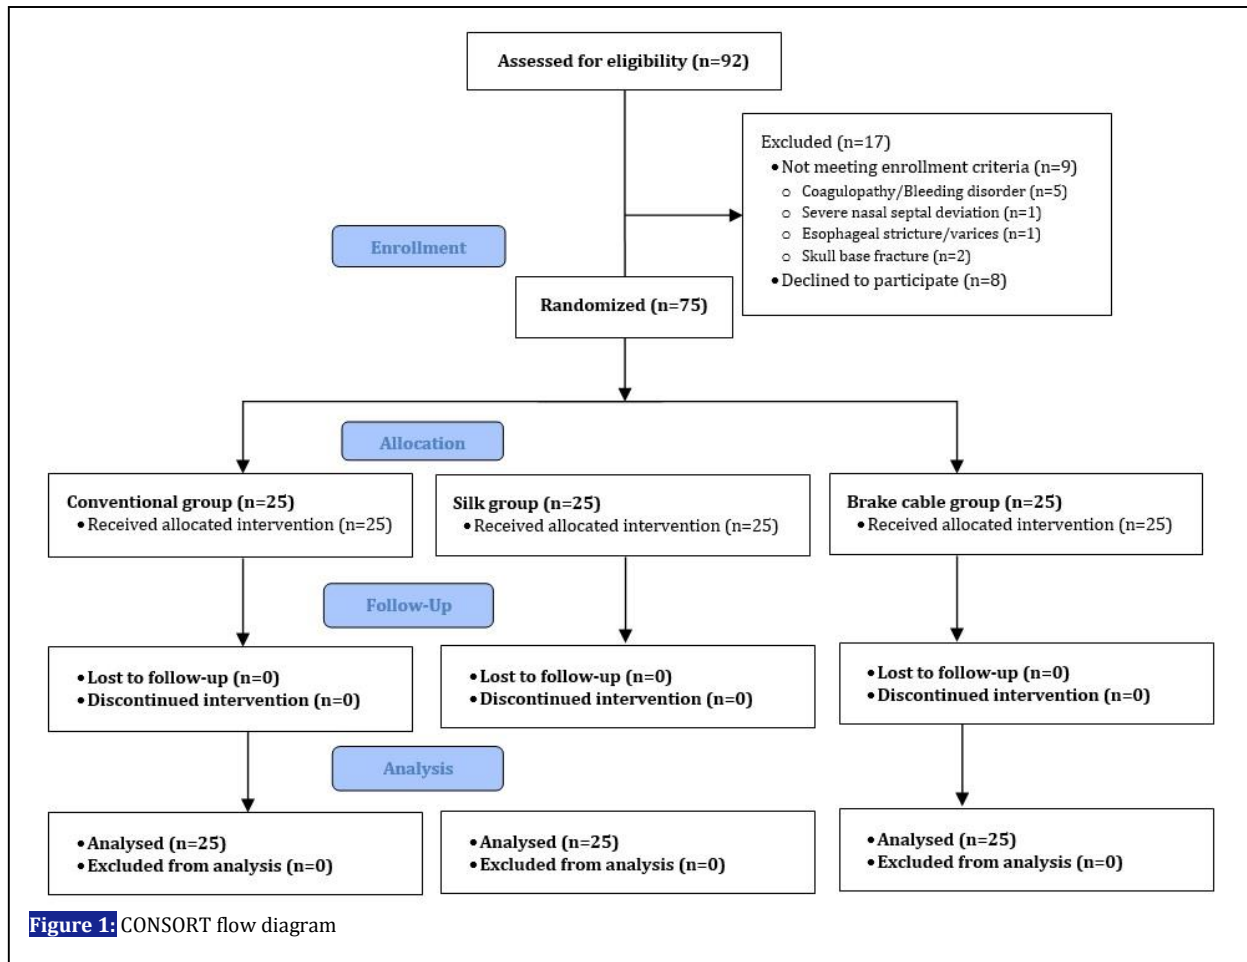 Assessed for eligibility (n=92)
Excluded (n=17)
• Not meeting enrollment criteria (n=9)
o Coagulopathy/Bleeding disorder (n=5)
o Severe nasal septal deviation (n=1)
o Esophageal stricture/varices (n=1)
o Skull base fracture (n=2)
• Declined to participate (n=8)
Enrollment
Randomized (n=75)
Allocation
Conventional group (n=25)
• Received allocated intervention (n=25)
Silk group (n=25)
• Received allocated intervention (n=25)
Brake cable group (n=25)
• Received allocated intervention (n=25)
Follow-Up
• Lost to follow-up (n=0)
• Discontinued intervention (n=0)
• Lost to follow-up (n=0)
• Discontinued intervention (n=0)
• Lost to follow-up (n=0)
• Discontinued intervention (n=0)
Analysis
• Analysed (n=25)
• Excluded from analysis (n=0)
• Analysed (n=25)
• Excluded from analysis (n=0)
• Analysed (n=25)
• Excluded from analysis (n=0)
Figure 1: CONSORT flow diagram